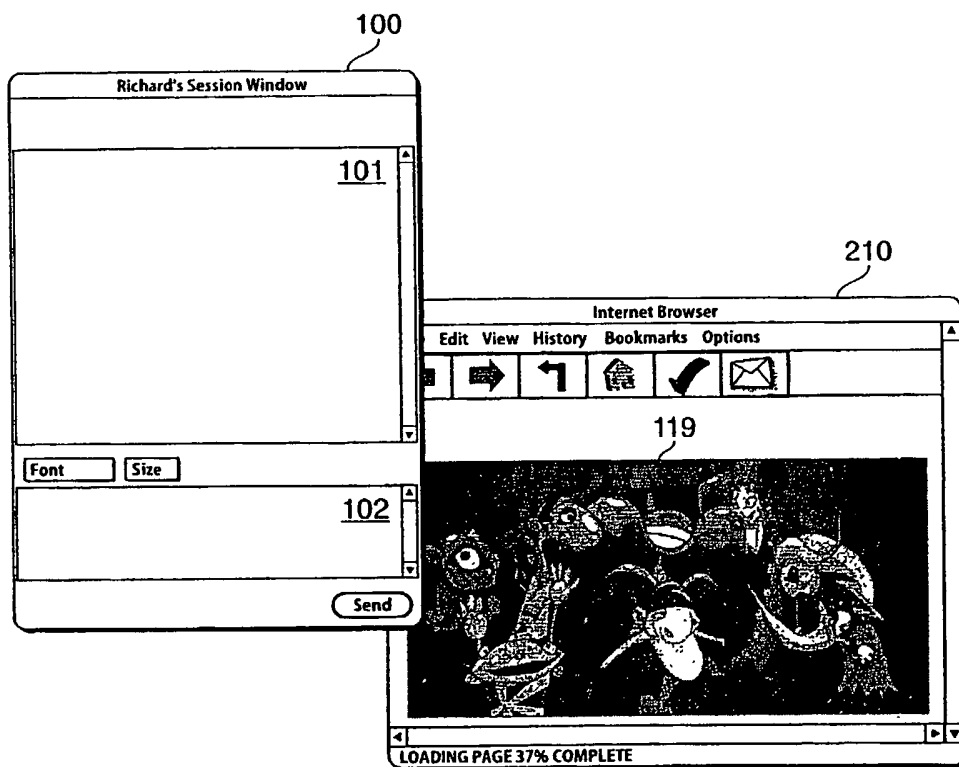 100
Richard's Session Window
101
210
Internet Browser
Edit View History Bookmarks Options
119
Font Size
102
Send
LOADING PAGE 37% COMPLETE